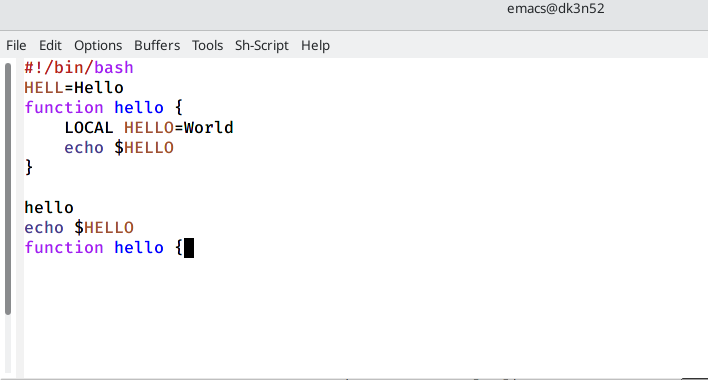 emacs@dk3n52
File Edit Options Buffers Tools Sh-Script Help
#!/bin/bash
HELL=Hello
function hello {
    LOCAL HELLO=World
    echo $HELLO
}
hello
echo $HELLO
function hello {